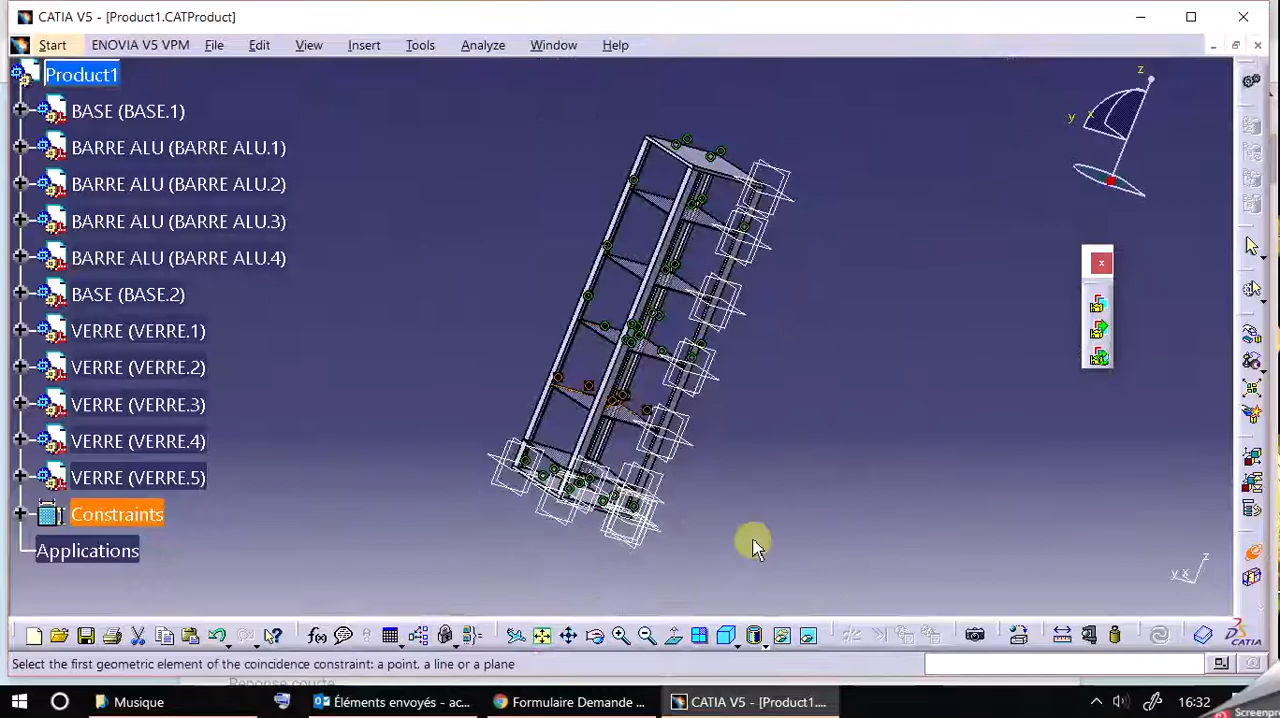 CATIA V5 - [Product1.CATProduct]
Start ENOVIA V5 VPM File Edit View Insert Tools Analyze Window Help
Product1
BASE (BASE.1)
BARRE ALU (BARRE ALU.1)
BARRE ALU (BARRE ALU.2)
BARRE ALU (BARRE ALU.3)
BARRE ALU (BARRE ALU.4)
BASE (BASE.2)
VERRE (VERRE.1)
VERRE (VERRE.2)
VERRE (VERRE.3)
VERRE (VERRE.4)
VERRE (VERRE.5)
Constraints
Applications
z
y x
x
z
y x
f(x)
CATIA
Select the first geometric element of the coincidence constraint: a point, a line or a plane
Réponse courte
Musique
Éléments envoyés - ac...
Formulaire Demande ...
CATIA V5 - [Product1....
16:32
Screenpre